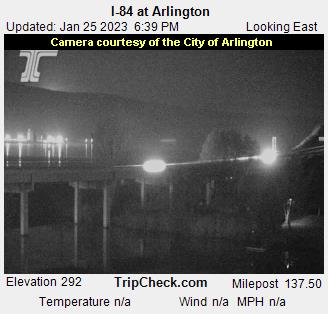 I-84 at Arlington
Updated: Jan 25 2023 6:39 PM Looking East
Camera courtesy of the City of Arlington
Elevation 292 TripCheck.com Milepost 137.50
Temperature n/a Wind n/a MPH n/a